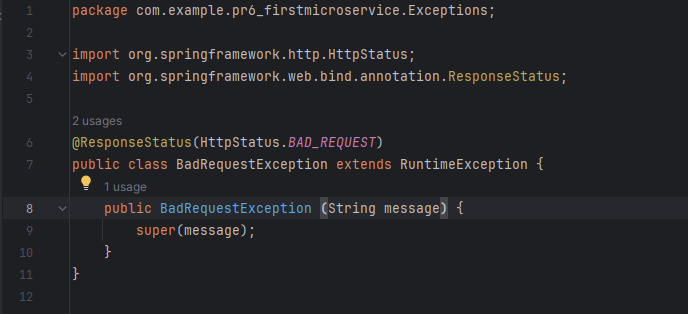 1 package com.example.pr6_firstmicroservice.Exceptions;
2
3 import org.springframework.http.HttpStatus;
4 import org.springframework.web.bind.annotation.ResponseStatus;
5
2 usages
6 @ResponseStatus(HttpStatus.BAD_REQUEST)
7 public class BadRequestException extends RuntimeException {
1 usage
8 public BadRequestException (String message) {
9 super(message);
10 }
11 }
12